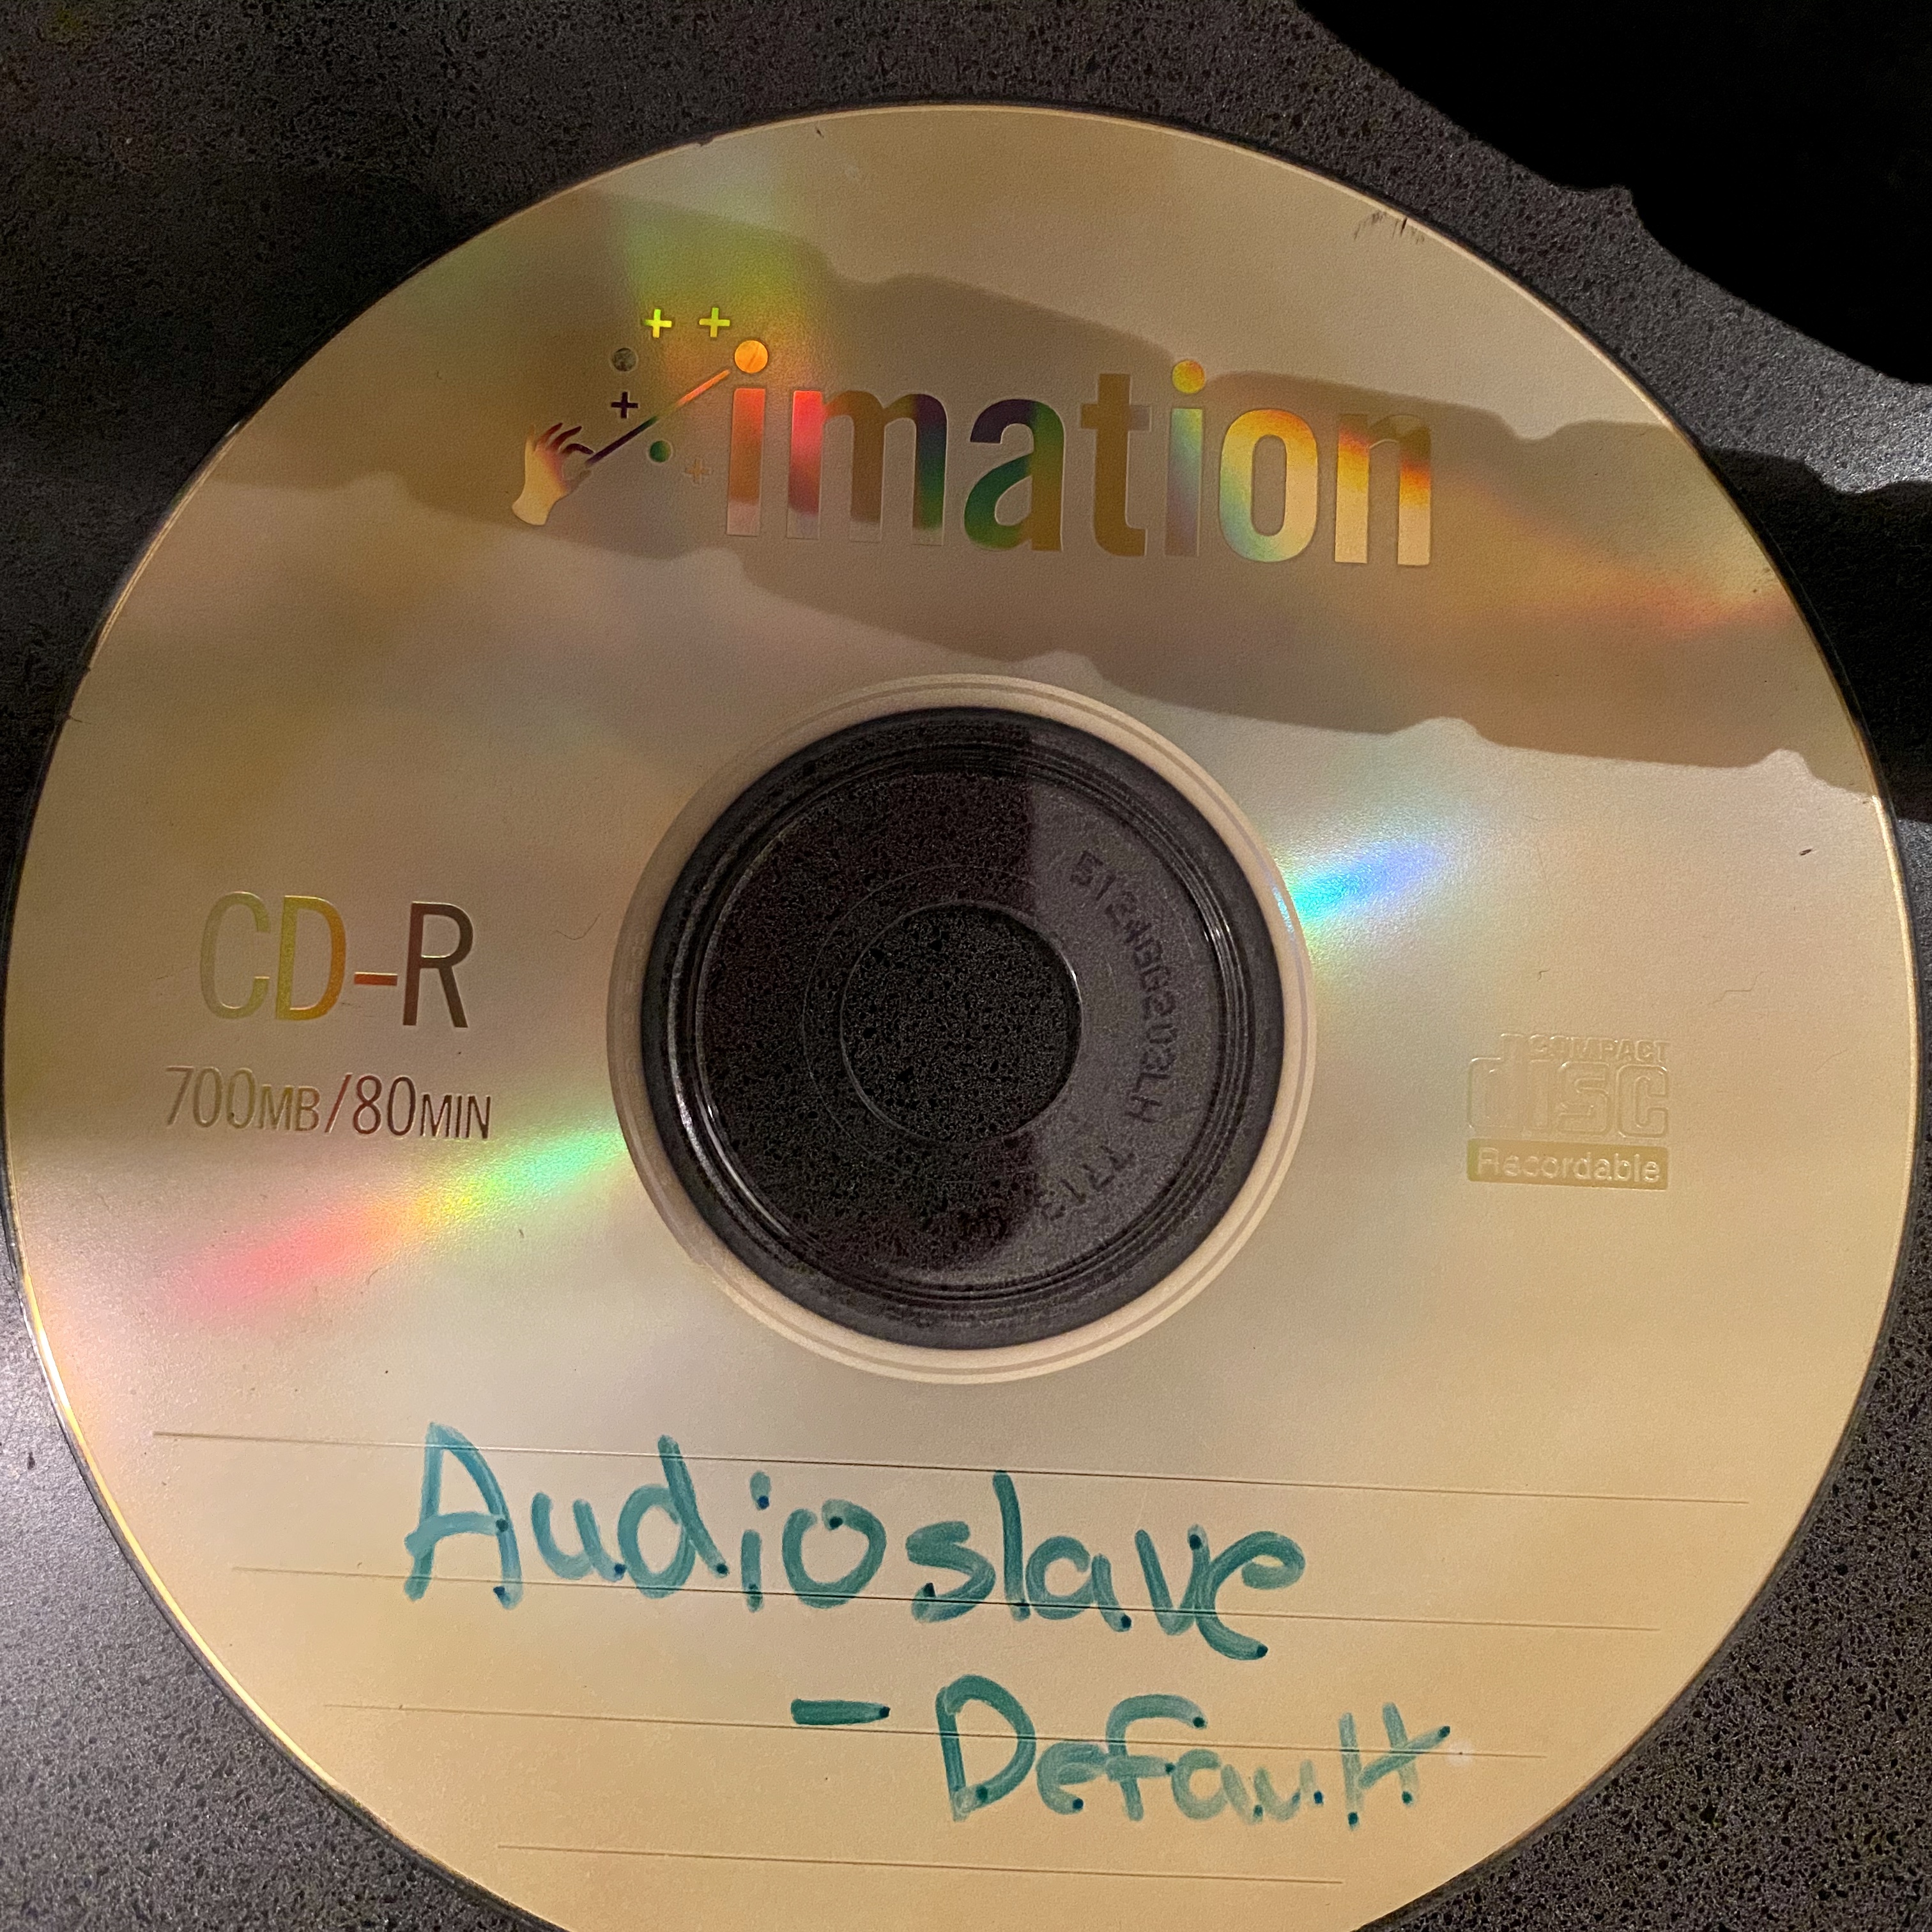 imation
CD-R
700MB/80MIN
COMPACT
disc
Recordable
Audioslave
- Default